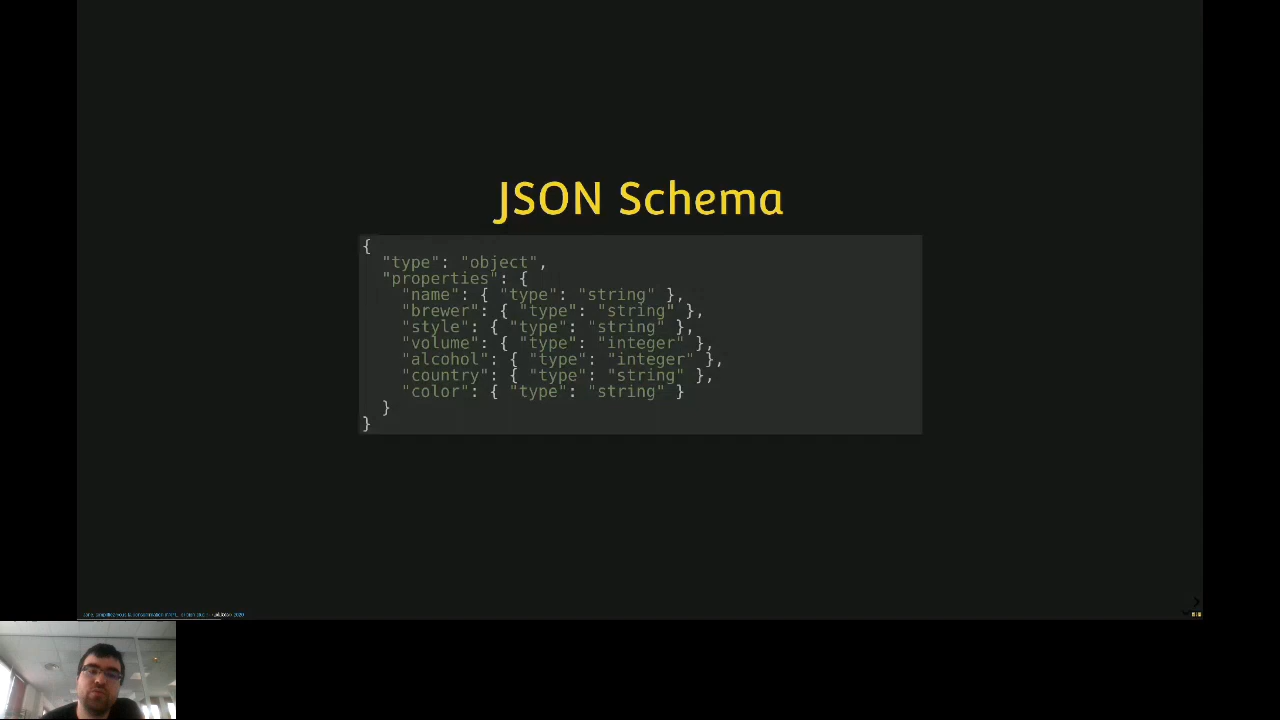 JSON Schema
{
  "type": "object",
  "properties": {
    "name": { "type": "string" },
    "brewer": { "type": "string" },
    "style": { "type": "string" },
    "volume": { "type": "integer" },
    "alcohol": { "type": "integer" },
    "country": { "type": "string" },
    "color": { "type": "string" }
  }
}